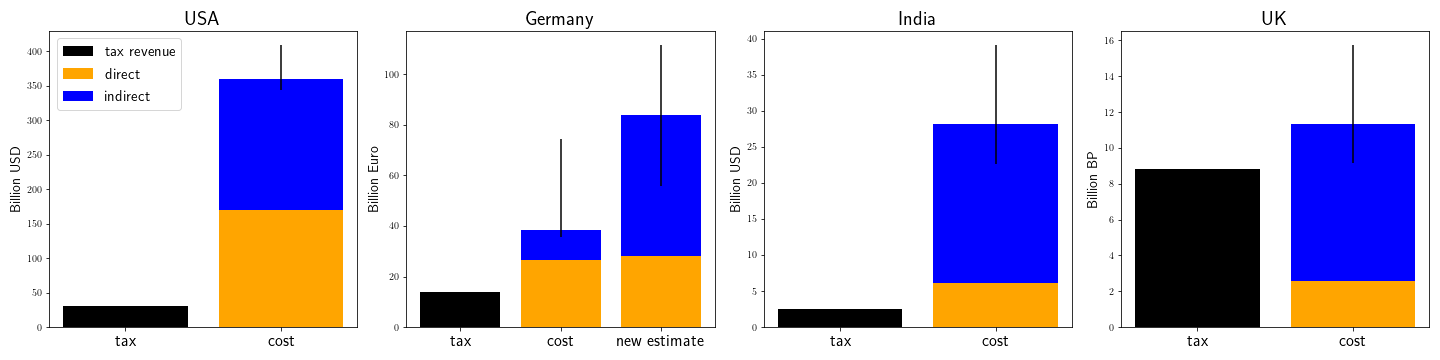 USA
Billion USD
400
350
300
250
200
150
100
50
0
tax revenue
direct
indirect
tax
cost
Germany
Billion Euro
100
80
60
40
20
0
tax
cost
new estimate
India
Billion USD
40
35
30
25
20
15
10
5
0
tax
cost
UK
Billion BP
16
14
12
10
8
6
4
2
0
tax
cost